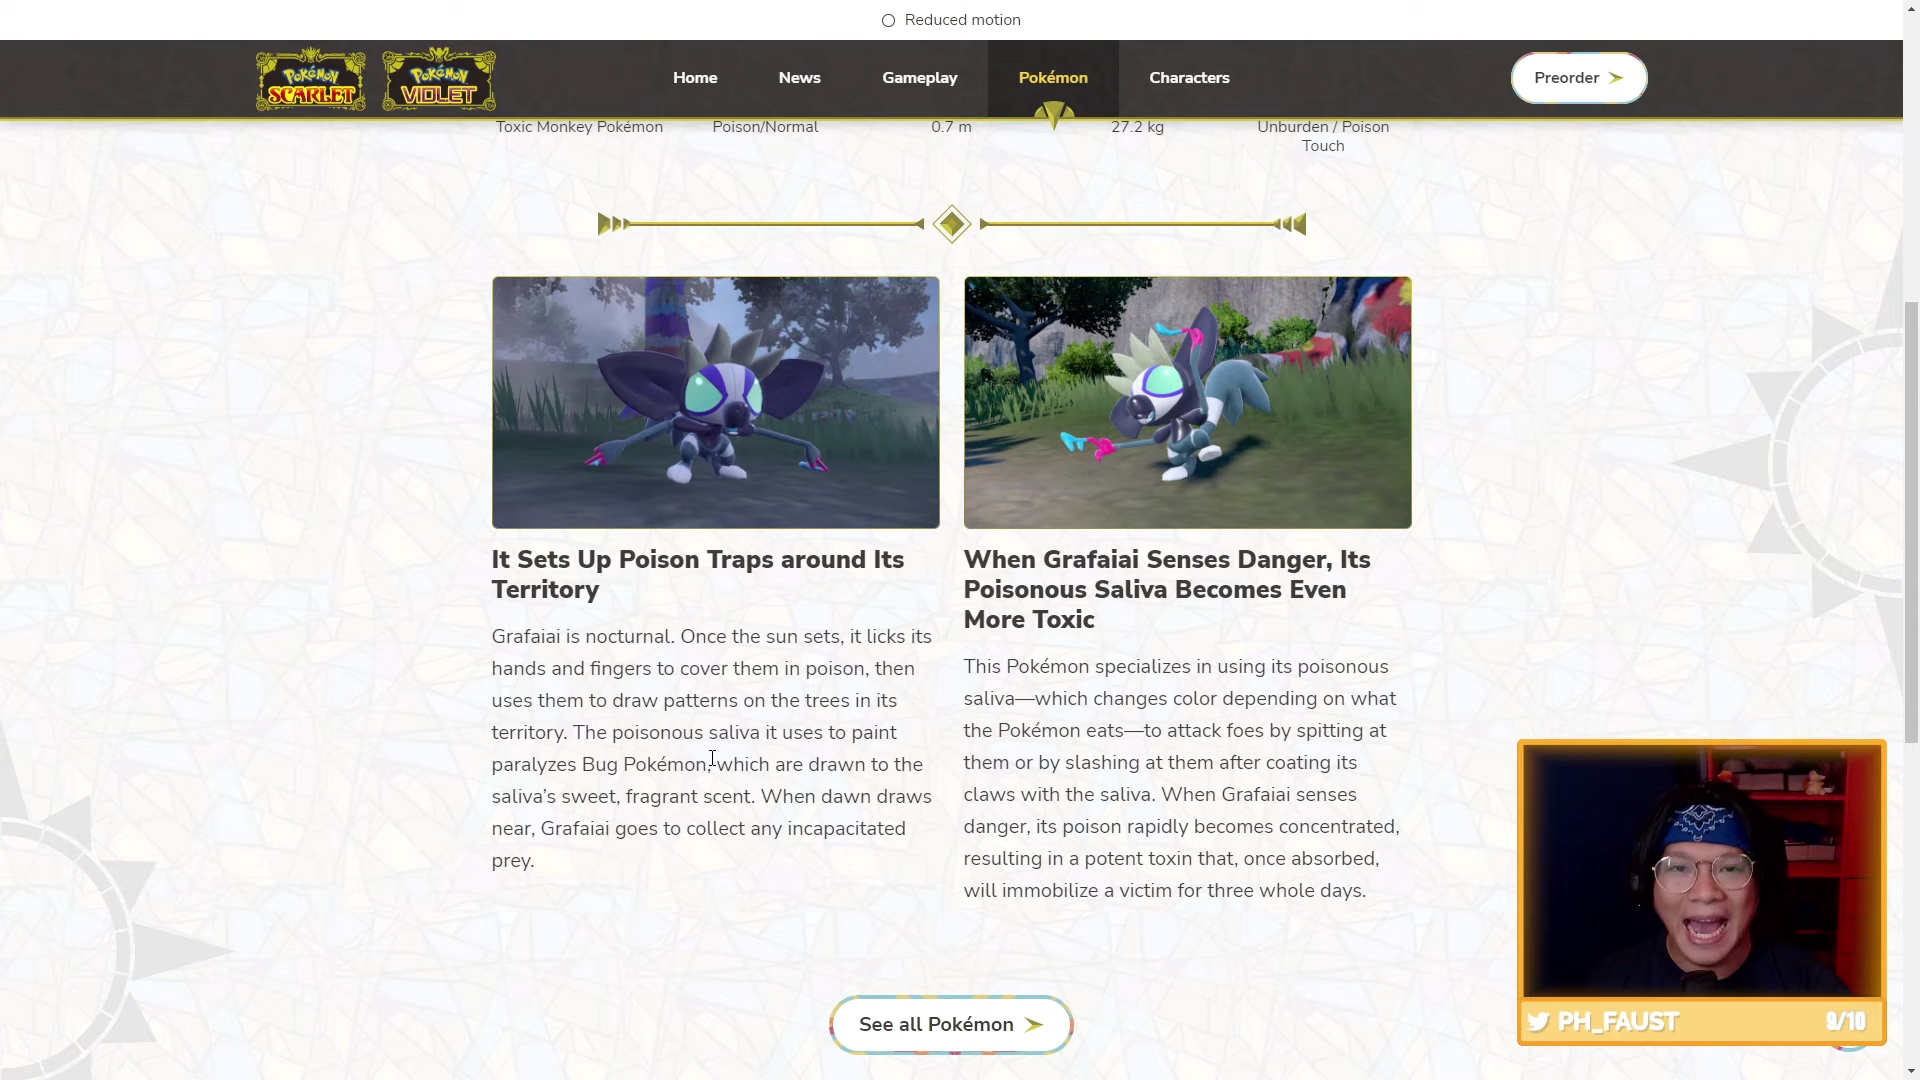 Reduced motion
Pokémon
SCARLET
Pokémon
VIOLET
Home
News
Gameplay
Pokémon
Characters
Preorder
Toxic Monkey Pokémon
Poison/Normal
0.7 m
27.2 kg
Unburden / Poison
Touch
It Sets Up Poison Traps around Its
Territory
Grafaiai is nocturnal. Once the sun sets, it licks its
hands and fingers to cover them in poison, then
uses them to draw patterns on the trees in its
territory. The poisonous saliva it uses to paint
paralyzes Bug Pokémon, which are drawn to the
saliva’s sweet, fragrant scent. When dawn draws
near, Grafaiai goes to collect any incapacitated
prey.
When Grafaiai Senses Danger, Its
Poisonous Saliva Becomes Even
More Toxic
This Pokémon specializes in using its poisonous
saliva—which changes color depending on what
the Pokémon eats—to attack foes by spitting at
them or by slashing at them after coating its
claws with the saliva. When Grafaiai senses
danger, its poison rapidly becomes concentrated,
resulting in a potent toxin that, once absorbed,
will immobilize a victim for three whole days.
See all Pokémon
PH_FAUST
9/10